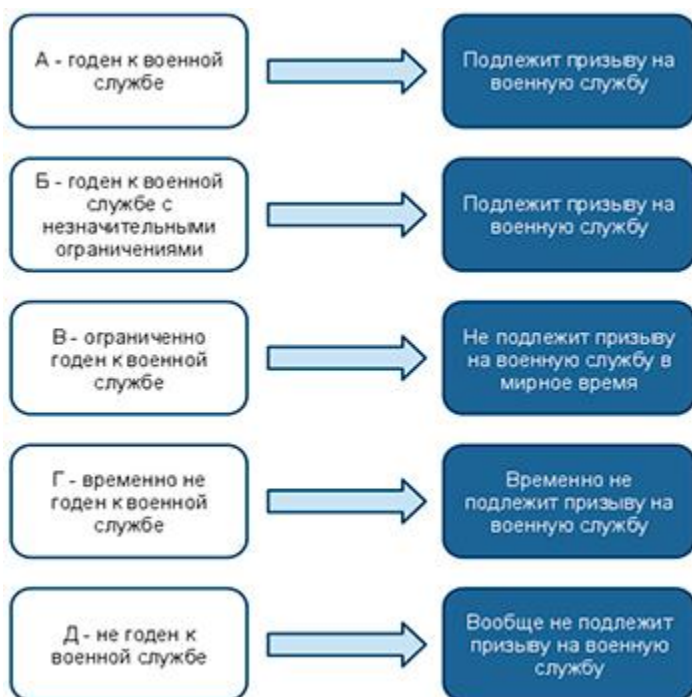 А - годен к военной
службе
Подлежит призыву на
военную службу
Б - годен к военной
службе с
незначительными
ограничениями
Подлежит призыву на
военную службу
В - ограниченно
годен к военной
службе
Не подлежит призыву
на военную службу в
мирное время
Г - временно не
годен к военной
службе
Временно не
подлежит призыву на
военную службу
Д - не годен к
военной службе
Вообще не подлежит
призыву на военную
службу